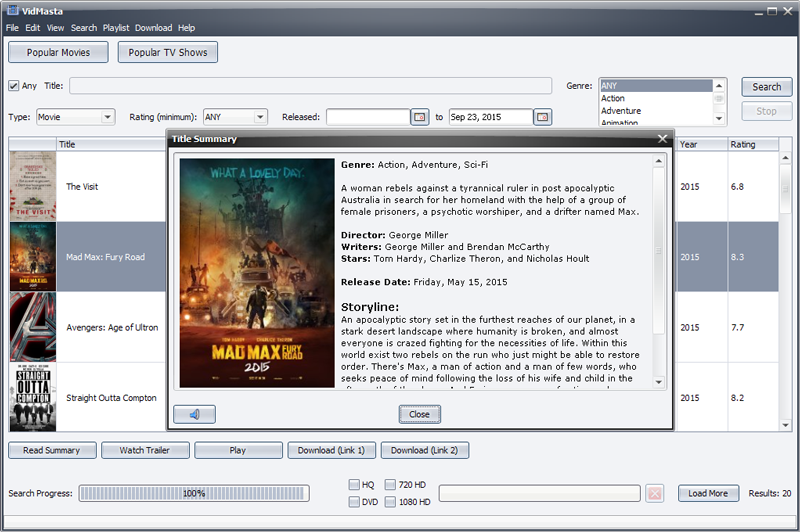 VidMasta
File Edit View Search Playlist Download Help
Popular Movies Popular TV Shows
Any Title: Genre: ANY Search
Action
Adventure Stop
Animation
Type: Movie Rating (minimum): ANY Released: to Sep 23, 2015
Title Year Rating
Title Summary
The Visit 2015 6.8
THE VISIT
Mad Max: Fury Road 2015 8.3
MAD MAX
Avengers: Age of Ultron 2015 7.7
Straight Outta Compton 2015 8.2
STRAIGHT
OUTTA
COMPTON
WHAT A LOVELY DAY.
TOM HARDY CHARLIZE THERON
MAD MAX FURY ROAD
2015
Genre: Action, Adventure, Sci-Fi
A woman rebels against a tyrannical ruler in post apocalyptic
Australia in search for her homeland with the help of a group of
female prisoners, a psychotic worshiper, and a drifter named Max.
Director: George Miller
Writers: George Miller and Brendan McCarthy
Stars: Tom Hardy, Charlize Theron, and Nicholas Hoult
Release Date: Friday, May 15, 2015
Storyline:
An apocalyptic story set in the furthest reaches of our planet, in a
stark desert landscape where humanity is broken, and almost
everyone is crazed fighting for the necessities of life. Within this
world exist two rebels on the run who just might be able to restore
order. There's Max, a man of action and a man of few words, who
seeks peace of mind following the loss of his wife and child in the
Close
Read Summary Watch Trailer Play Download (Link 1) Download (Link 2)
Search Progress: 100% HQ 720 HD Load More Results: 20
DVD 1080 HD